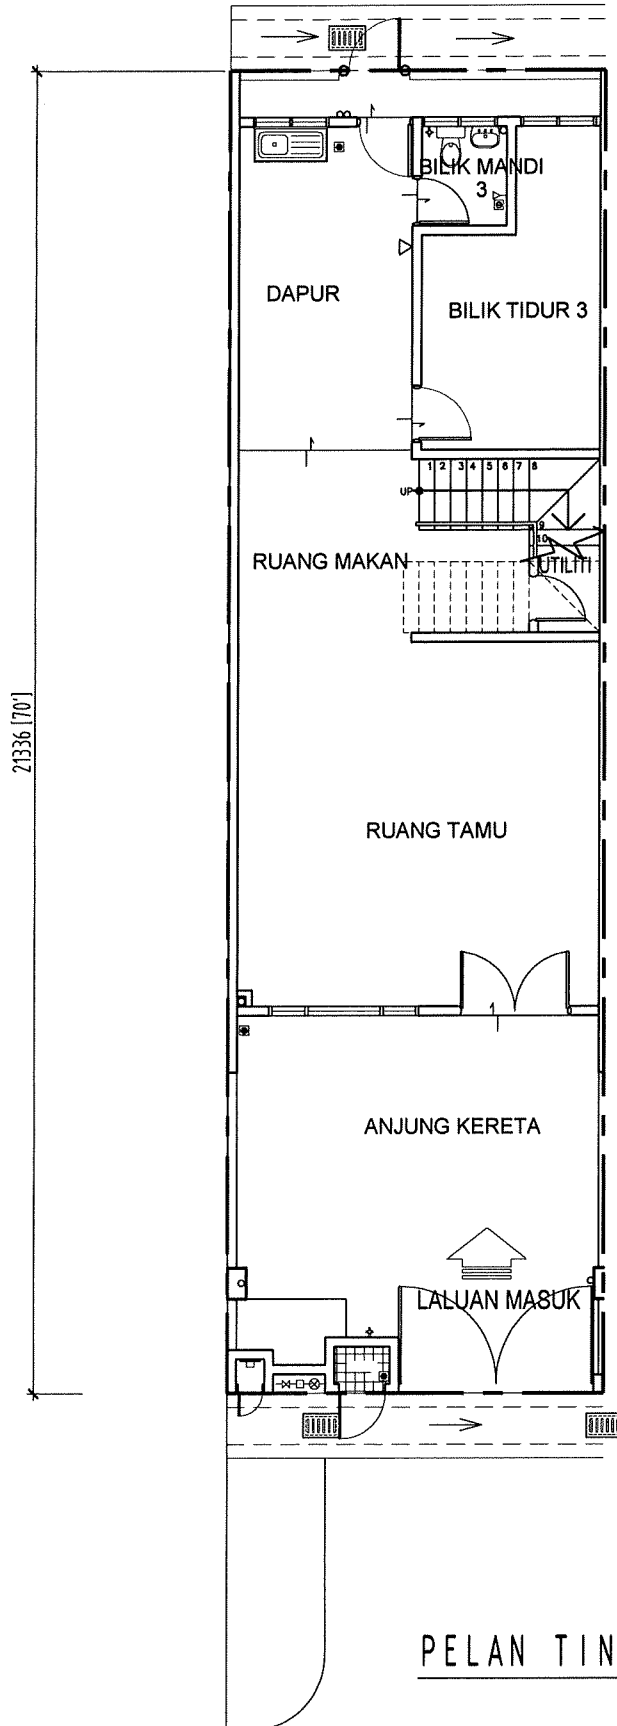 BILIK MANDI
3
DAPUR
BILIK TIDUR 3
1 2 3 4 5 6 7 8
UP
9
10
RUANG MAKAN
UTILITI
21336 [70']
RUANG TAMU
ANJUNG KERETA
LALUAN MASUK
PELAN TIN